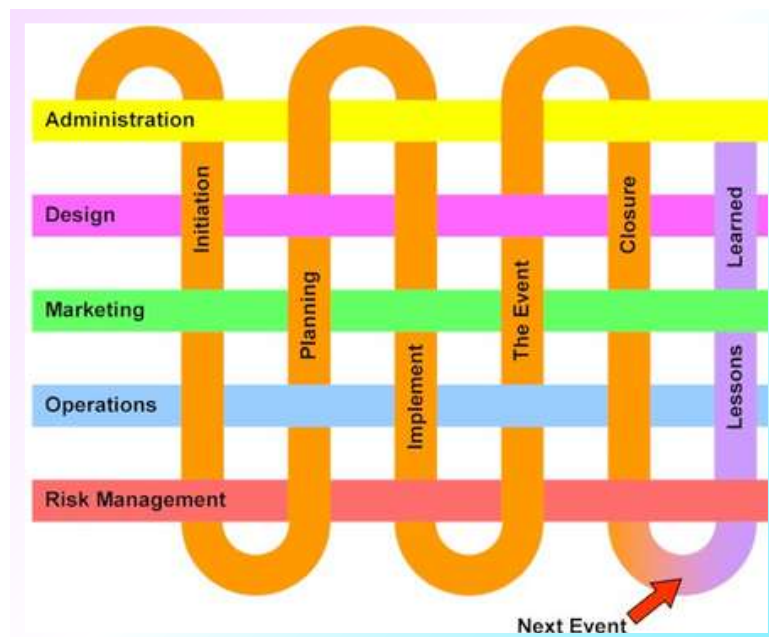 Administration
Design
Marketing
Operations
Risk Management
Initiation
Planning
Implement
The Event
Closure
Lessons Learned
Next Event